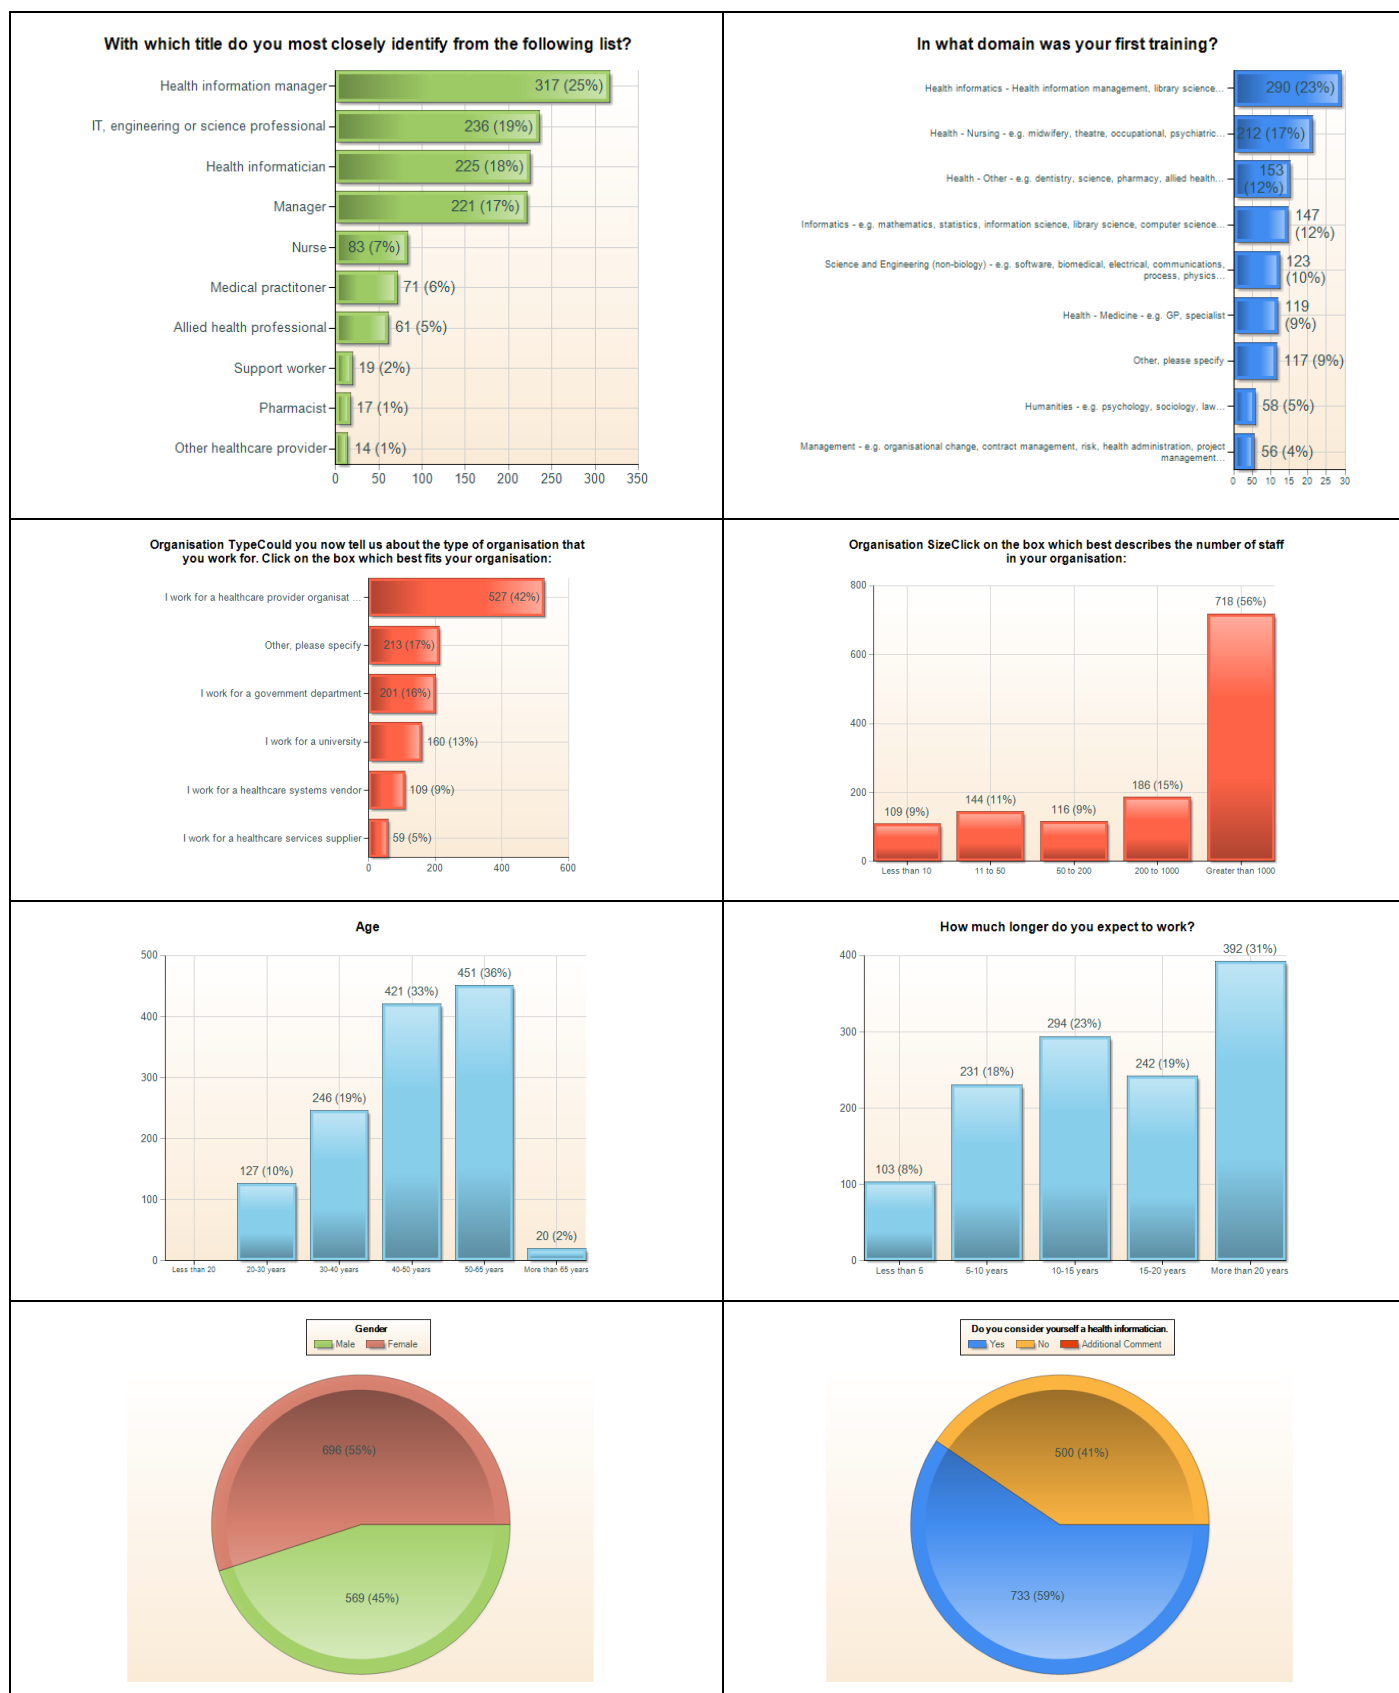 With which title do you most closely identify from the following list?
Health information manager
317 (25%)
IT, engineering or science professional
236 (19%)
Health informatician
225 (18%)
Manager
221 (17%)
Nurse
83 (7%)
Medical practitoner
71 (6%)
Allied health professional
61 (5%)
Support worker
19 (2%)
Pharmacist
17 (1%)
Other healthcare provider
14 (1%)
0 50 100 150 200 250 300 350
In what domain was your first training?
Health informatics - Health information management, library science...
290 (23%)
Health - Nursing - e.g. midwifery, theatre, occupational, psychiatric...
212 (17%)
Health - Other - e.g. dentistry, science, pharmacy, allied health...
153
(12%)
Informatics - e.g. mathematics, statistics, information science, library science, computer science...
147
(12%)
Science and Engineering (non-biology) - e.g. software, biomedical, electrical, communications,
process, physics...
123
(10%)
Health - Medicine - e.g. GP, specialist
119
(9%)
Other, please specify
117 (9%)
Humanities - e.g. psychology, sociology, law...
58 (5%)
Management - e.g. organisational change, contract management, risk, health administration, project
management...
56 (4%)
0 50 10 15 20 25 30
Organisation TypeCould you now tell us about the type of organisation that
you work for. Click on the box which best fits your organisation:
I work for a healthcare provider organisat ...
527 (42%)
Other, please specify
213 (17%)
I work for a government department
201 (16%)
I work for a university
160 (13%)
I work for a healthcare systems vendor
109 (9%)
I work for a healthcare services supplier
59 (5%)
0 200 400 600
Organisation SizeClick on the box which best describes the number of staff
in your organisation:
800
718 (56%)
600
400
200
186 (15%)
144 (11%)
116 (9%)
109 (9%)
0
Less than 10 11 to 50 50 to 200 200 to 1000 Greater than 1000
Age
500
451 (36%)
421 (33%)
400
300
246 (19%)
200
127 (10%)
100
20 (2%)
0
Less than 20 20-30 years 30-40 years 40-50 years 50-65 years More than 65 years
How much longer do you expect to work?
392 (31%)
400
294 (23%)
300
242 (19%)
231 (18%)
200
103 (8%)
100
0
Less than 5 5-10 years 10-15 years 15-20 years More than 20 years
Gender
Male Female
696 (55%)
569 (45%)
Do you consider yourself a health informatician.
Yes No Additional Comment
500 (41%)
733 (59%)